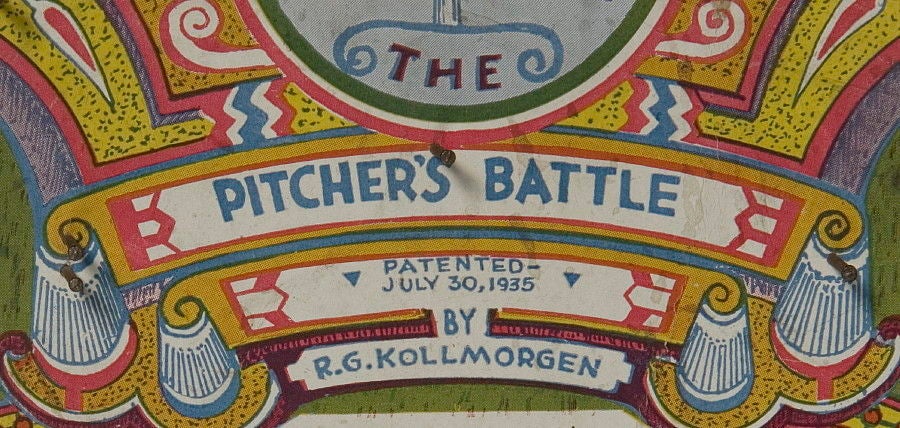 THE
PITCHER'S BATTLE
PATENTED-
JULY 30, 1935
BY
R.G. KOLLMORGEN